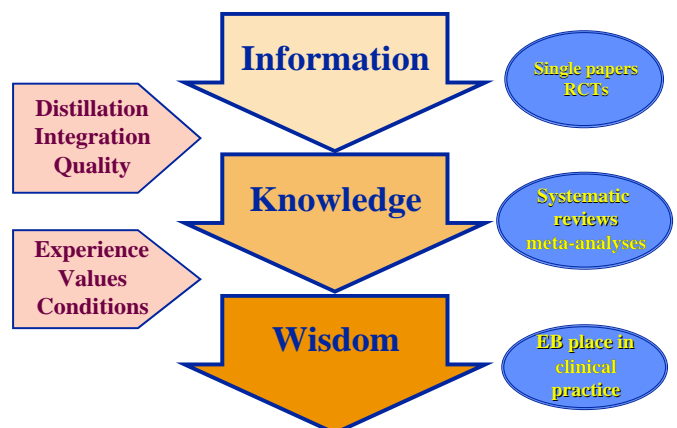 Information
Single papers
RCTs
Distillation
Integration
Quality
Knowledge
Systematic
reviews
meta-analyses
Experience
Values
Conditions
Wisdom
EB place in
clinical
practice